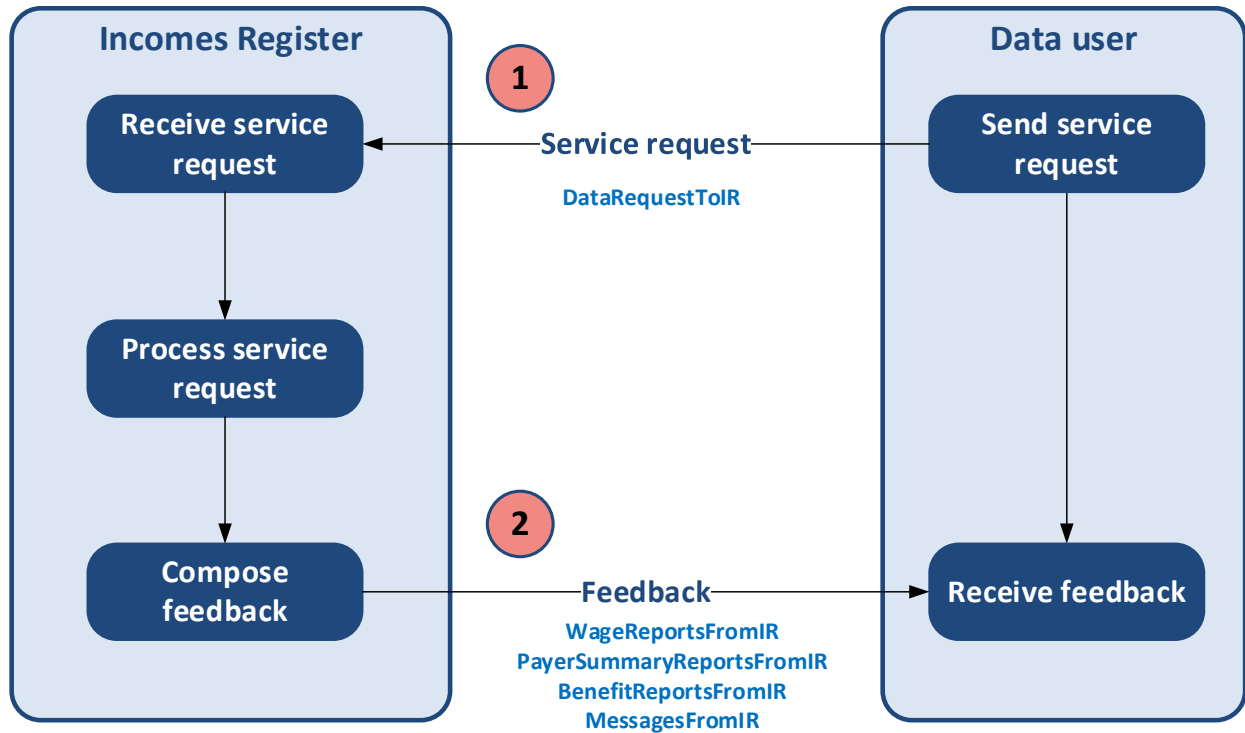 Incomes Register
Data user
1
Receive service
request
Service request
DataRequestToIR
Send service
request
Process service
request
2
Compose
feedback
Feedback
WageReportsFromIR
PayerSummaryReportsFromIR
BenefitReportsFromIR
MessagesFromIR
Receive feedback